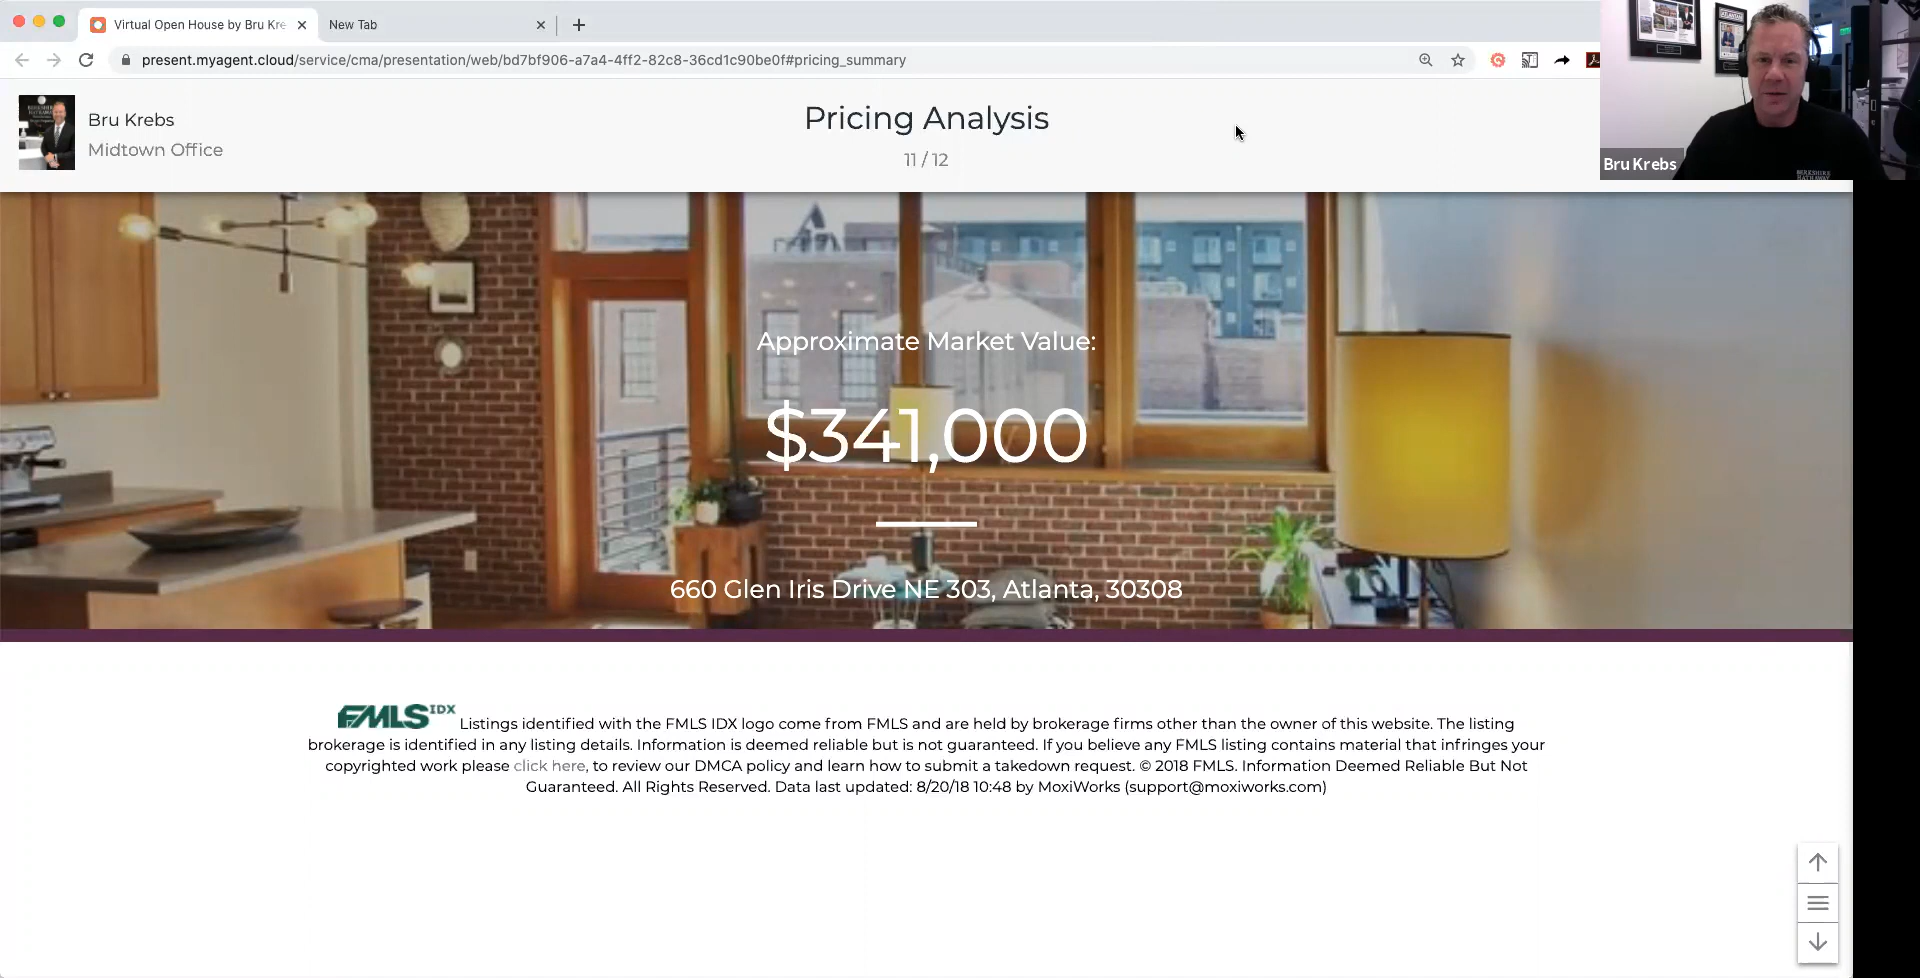 Virtual Open House by Bru Kre
New Tab
present.myagent.cloud/service/cma/presentation/web/bd7bf906-a7a4-4ff2-82c8-36cd1c90be0f#pricing_summary
Bru Krebs
Midtown Office
Pricing Analysis
11 / 12
Bru Krebs
BERKSHIRE
HATHAWAY
Approximate Market Value:
$341,000
660 Glen Iris Drive NE 303, Atlanta, 30308
FMLS IDX Listings identified with the FMLS IDX logo come from FMLS and are held by brokerage firms other than the owner of this website. The listing
brokerage is identified in any listing details. Information is deemed reliable but is not guaranteed. If you believe any FMLS listing contains material that infringes your
copyrighted work please click here, to review our DMCA policy and learn how to submit a takedown request. © 2018 FMLS. Information Deemed Reliable But Not
Guaranteed. All Rights Reserved. Data last updated: 8/20/18 10:48 by MoxiWorks (support@moxiworks.com)